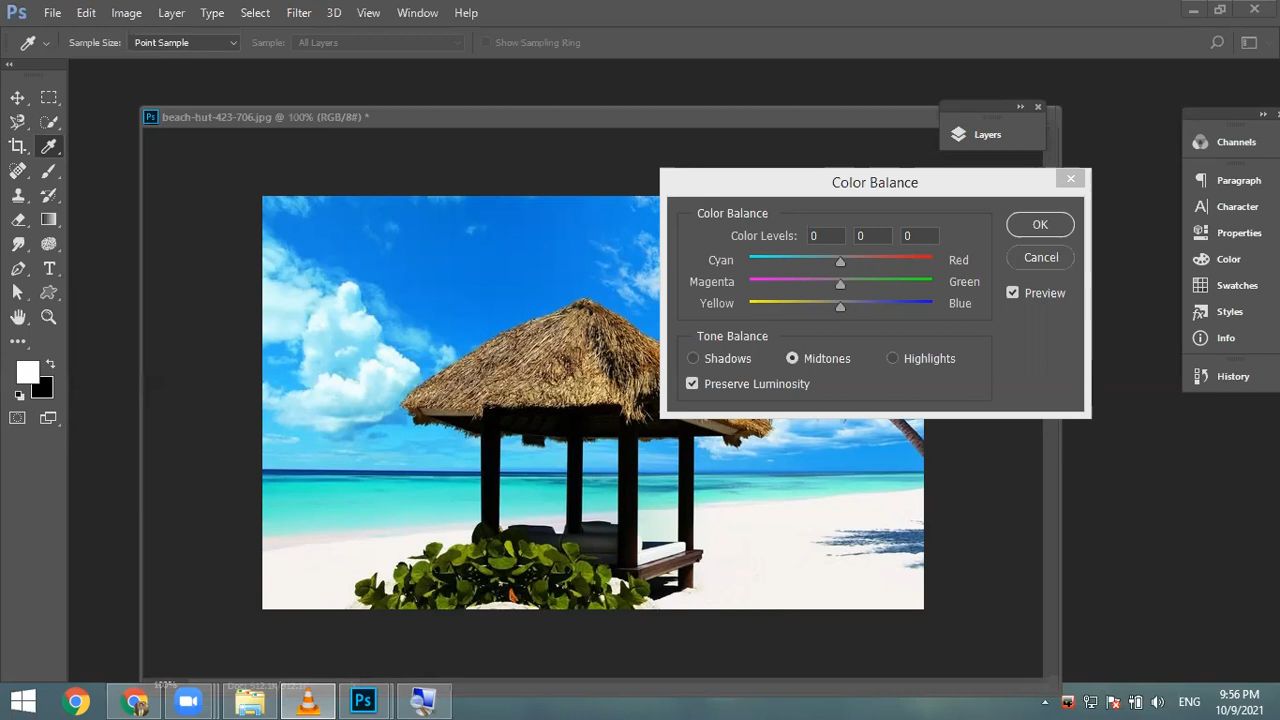 Ps File Edit Image Layer Type Select Filter 3D View Window Help
Sample Size: Point Sample Sample: All Layers Show Sampling Ring
Ps beach-hut-423-706.jpg @ 100% (RGB/8#) *
Layers
Channels
Paragraph
Character
Properties
Color
Swatches
Styles
Info
History
Color Balance
Color Balance
Color Levels: 0 0 0
Cyan Red
Magenta Green
Yellow Blue
Tone Balance
Shadows Midtones Highlights
Preserve Luminosity
OK
Cancel
Preview
T
A
100%
Ps
ENG
9:56 PM
10/9/2021